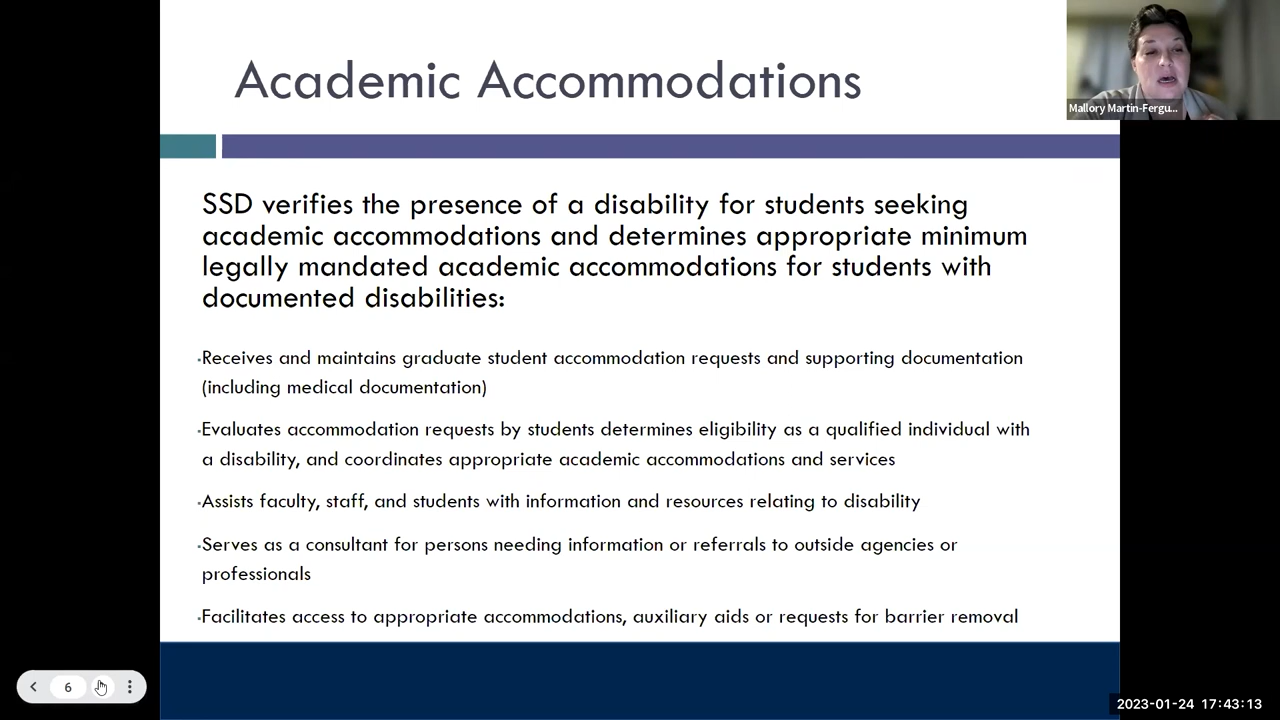 Academic Accommodations
Mallory Martin-Fergu...
SSD verifies the presence of a disability for students seeking
academic accommodations and determines appropriate minimum
legally mandated academic accommodations for students with
documented disabilities:
Receives and maintains graduate student accommodation requests and supporting documentation
(including medical documentation)
Evaluates accommodation requests by students determines eligibility as a qualified individual with
a disability, and coordinates appropriate academic accommodations and services
Assists faculty, staff, and students with information and resources relating to disability
Serves as a consultant for persons needing information or referrals to outside agencies or
professionals
Facilitates access to appropriate accommodations, auxiliary aids or requests for barrier removal
6
2023-01-24 17:43:13